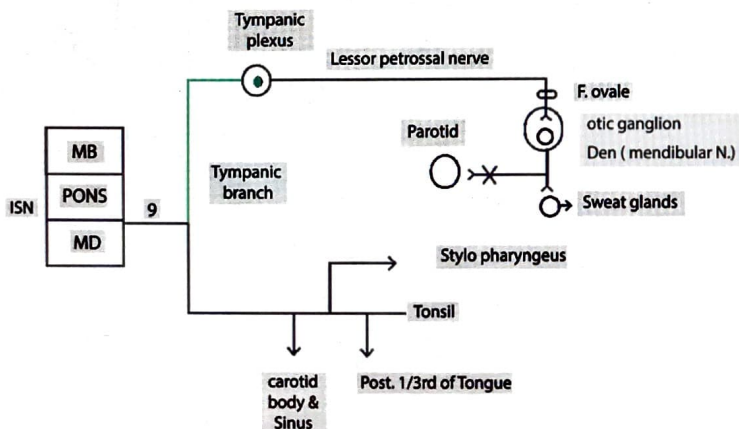 Tympanic
plexus
Lessor petrossal nerve
F. ovale
otic ganglion
Den ( mendibular N.)
Parotid
MB
PONS
MD
ISN
9
Tympanic
branch
Sweat glands
Stylo pharyngeus
Tonsil
carotid
body &
Sinus
Post. 1/3rd of Tongue